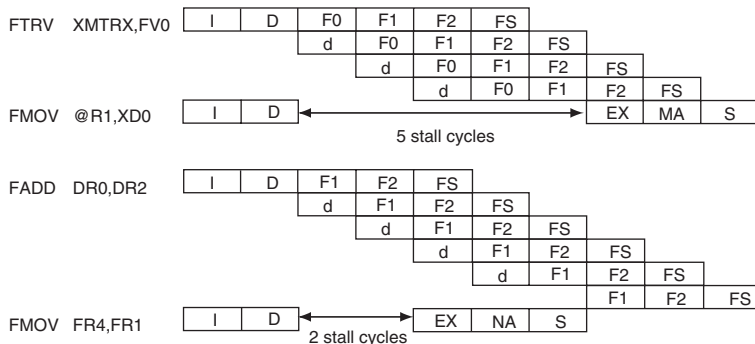 FTRV XMTRX,FV0 I D F0 F1 F2 FS
d F0 F1 F2 FS
d F0 F1 F2 FS
d F0 F1 F2 FS
FMOV @R1,XD0 I D EX MA S
5 stall cycles
FADD DR0,DR2 I D F1 F2 FS
d F1 F2 FS
d F1 F2 FS
d F1 F2 FS
d F1 F2 FS
F1 F2 FS
FMOV FR4,FR1 I D EX NA S
2 stall cycles